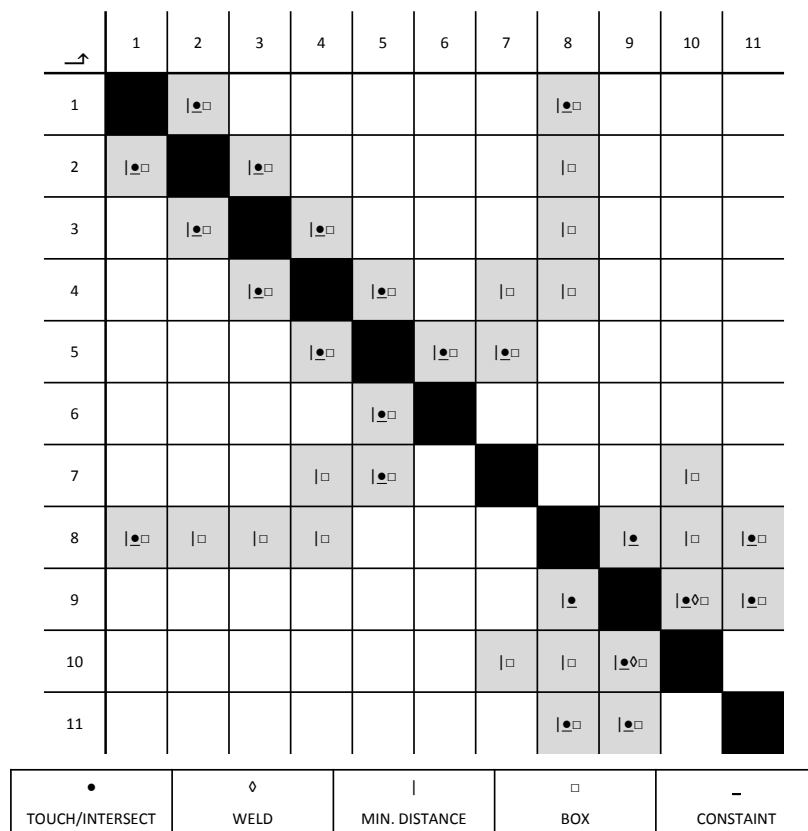 1 2 3 4 5 6 7 8 9 10 11
1 |●□ |●□
2 |●□ |●□ |□
3 |●□ |●□ |□
4 |●□ |●□ |□ |□
5 |●□ |●□ |●□
6 |●□
7 |□ |●□ |□
8 |●□ |□ |□ |□ |● |□ |●□
9 |● |●◊□ |●□
10 |□ |□ |●◊□
11 |●□ |●□
● ◊ | □ _
TOUCH/INTERSECT WELD MIN. DISTANCE BOX CONSTAINT